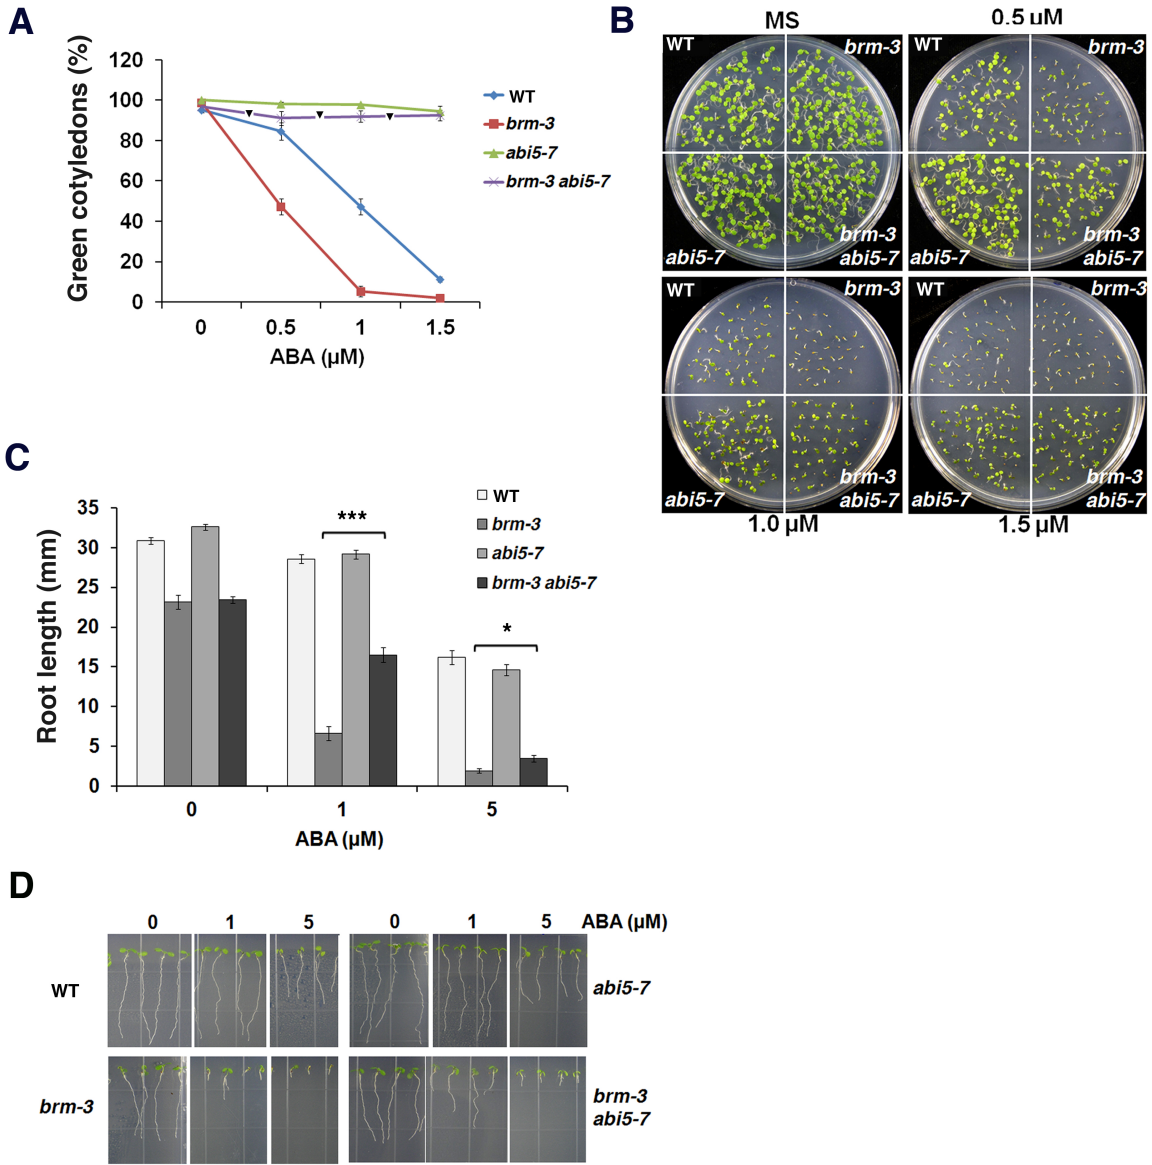 A
Green cotyledons (%)
120
100
80
60
40
20
0
0 0.5 1 1.5
ABA (µM)
WT
brm-3
abi5-7
brm-3 abi5-7
B
MS 0.5 µM
WT brm-3 WT brm-3
abi5-7 brm-3 abi5-7 abi5-7 brm-3 abi5-7
WT brm-3 WT brm-3
abi5-7 brm-3 abi5-7 abi5-7 brm-3 abi5-7
1.0 µM 1.5 µM
C
Root length (mm)
35
30
25
20
15
10
5
0
0 1 5
ABA (µM)
***
*
WT
brm-3
abi5-7
brm-3 abi5-7
D
0 1 5 0 1 5 ABA (µM)
WT abi5-7
brm-3 brm-3
abi5-7